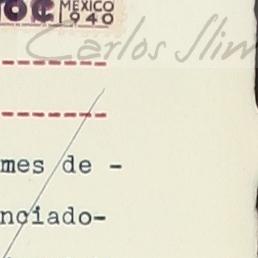 MEXICO
1940
Carlos Slim
mes de -
nciado-